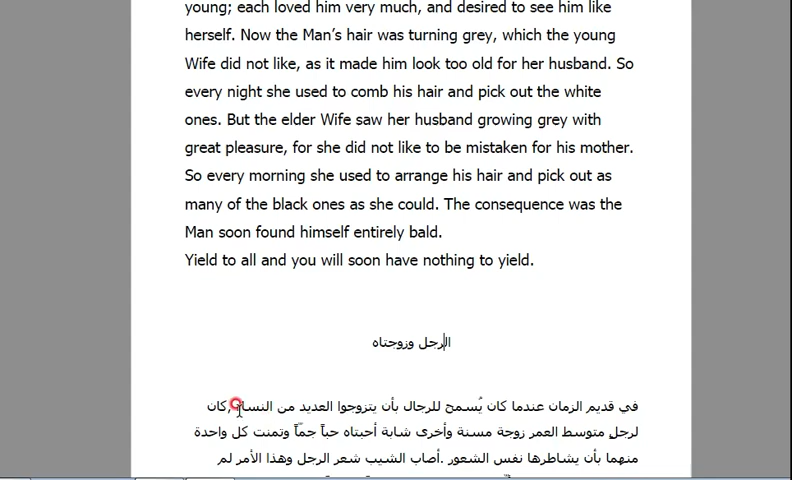 young; each loved him very much, and desired to see him like
herself. Now the Man's hair was turning grey, which the young
Wife did not like, as it made him look too old for her husband. So
every night she used to comb his hair and pick out the white
ones. But the elder Wife saw her husband growing grey with
great pleasure, for she did not like to be mistaken for his mother.
So every morning she used to arrange his hair and pick out as
many of the black ones as she could. The consequence was the
Man soon found himself entirely bald.
Yield to all and you will soon have nothing to yield.
الرجل وزوجتاه
في قديم الزمان عندما كان يُسمح للرجال بأن يتزوجوا العديد من النساء ,كان
لرجلٍ متوسط العمر زوجة مسنة وأخرى شابة أحبتاه حباً جمّاً وتمنت كل واحدة
منهما بأن يشاطرها نفس الشعور .أصاب الشيب شعر الرجل وهذا الأمر لم